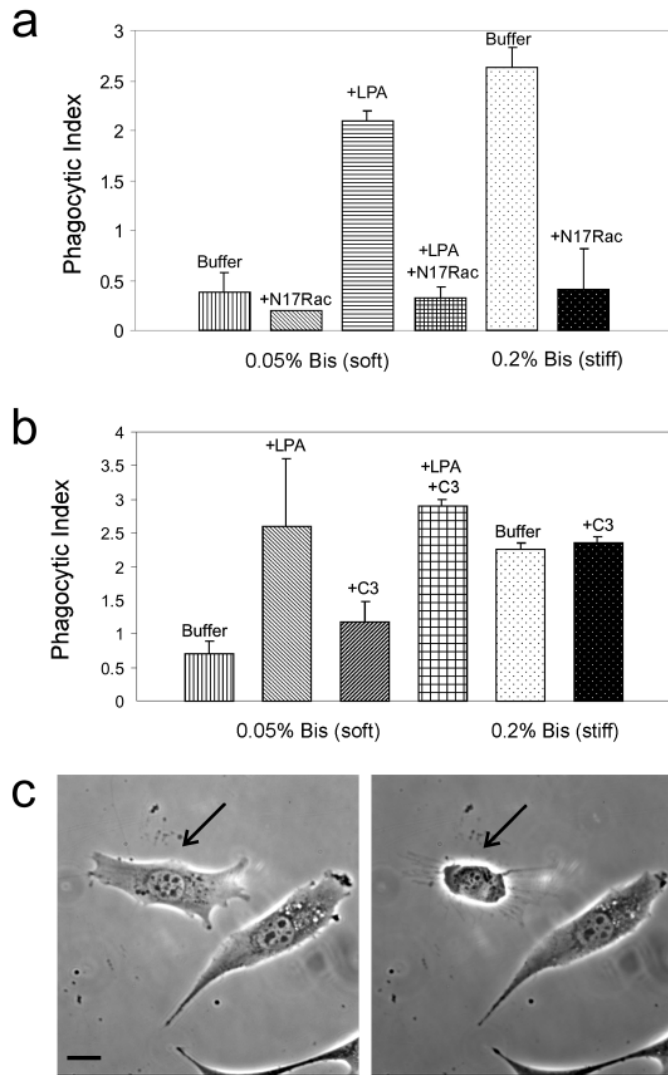 a
Phagocytic Index
3
2.5
2
1.5
1
0.5
0
Buffer
+N17Rac
+LPA
+LPA
+N17Rac
Buffer
+N17Rac
0.05% Bis (soft)
0.2% Bis (stiff)
b
Phagocytic Index
4
3.5
3
2.5
2
1.5
1
0.5
0
Buffer
+LPA
+C3
+LPA
+C3
Buffer
+C3
0.05% Bis (soft)
0.2% Bis (stiff)
c